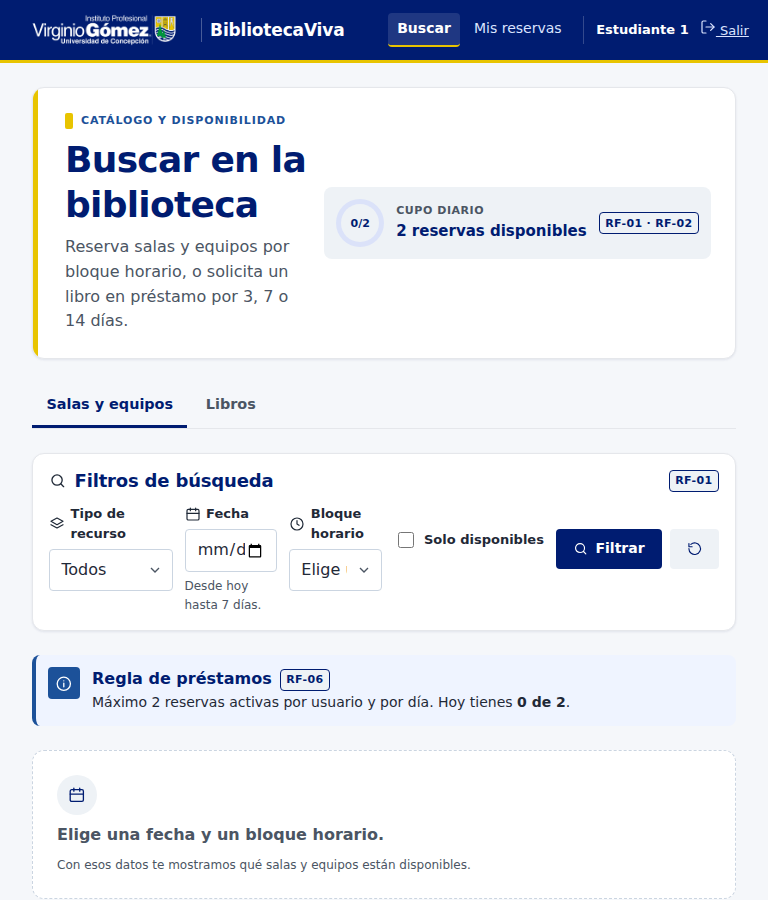 Instituto Profesional
Virginio Gómez
Universidad de Concepción
BibliotecaViva
Buscar
Mis reservas
Estudiante 1
Salir
CATÁLOGO Y DISPONIBILIDAD
Buscar en la
biblioteca
Reserva salas y equipos por
bloque horario, o solicita un
libro en préstamo por 3, 7 o
14 días.
0/2
CUPO DIARIO
2 reservas disponibles
RF-01 · RF-02
Salas y equipos
Libros
Filtros de búsqueda
RF-01
Tipo de
recurso
Todos
Fecha
mm/d
Desde hoy
hasta 7 días.
Bloque
horario
Elige
Solo disponibles
Filtrar
Regla de préstamos
RF-06
Máximo 2 reservas activas por usuario y por día. Hoy tienes 0 de 2.
Elige una fecha y un bloque horario.
Con esos datos te mostramos qué salas y equipos están disponibles.